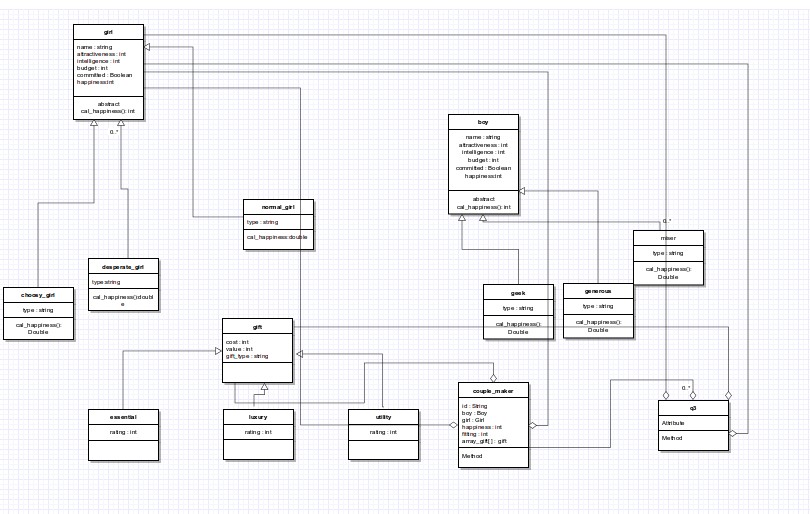 girl
name : string
attractiveness : int
intelligence : int
budget : int
committed : Boolean
happiness:int
abstract
cal_happiness(): int
0..*
boy
name : string
attractiveness : int
intelligence : int
budget : int
committed : Boolean
happiness:int
abstract
cal_happiness(): int
normal_girl
type : string
cal_happiness:double
0..*
miser
type : string
cal_happiness():
Double
desperate_girl
type:string
cal_happiness():doubl
e
choosy_girl
type : string
cal_happiness():
Double
geek
type : string
cal_happiness():
Double
generous
type : string
cal_happiness():
Double
gift
cost : int
value : int
gift_type : string
couple_maker
id : String
boy : Boy
girl : Girl
happiness : int
fitting : int
array_gift[ ] : gift
Method
0..*
q3
Attribute
Method
essential
rating : int
luxury
rating : int
utility
rating : int